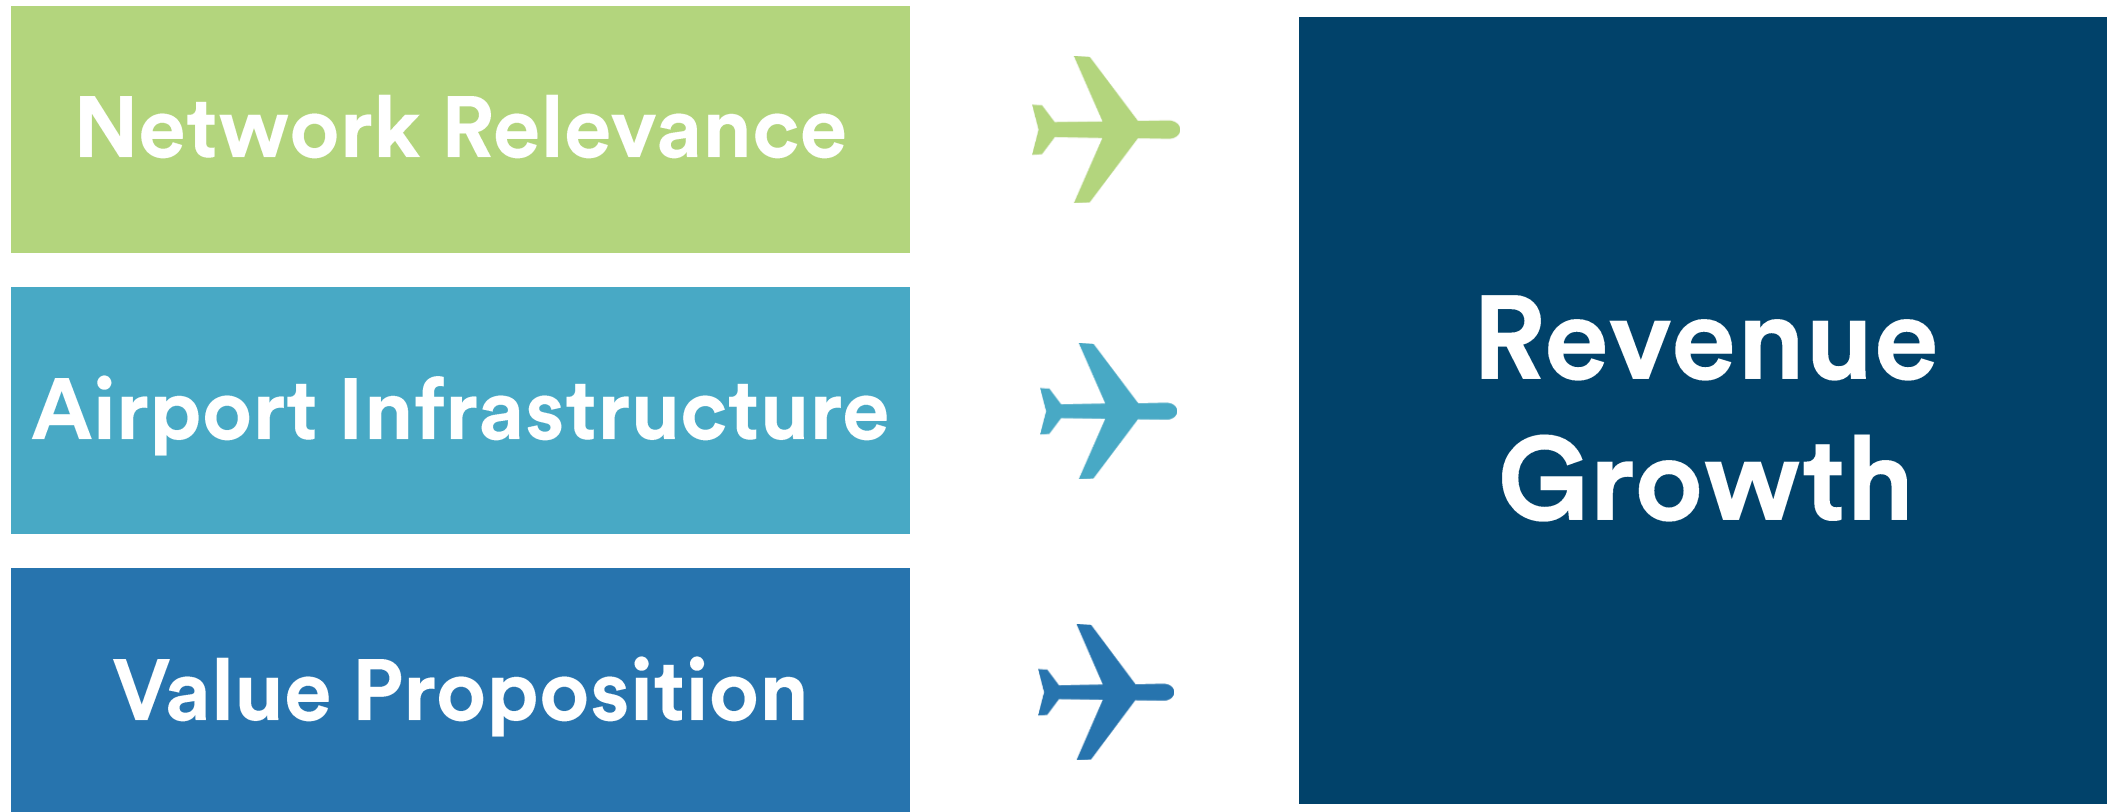 Network Relevance
Airport Infrastructure
Value Proposition
Revenue
Growth